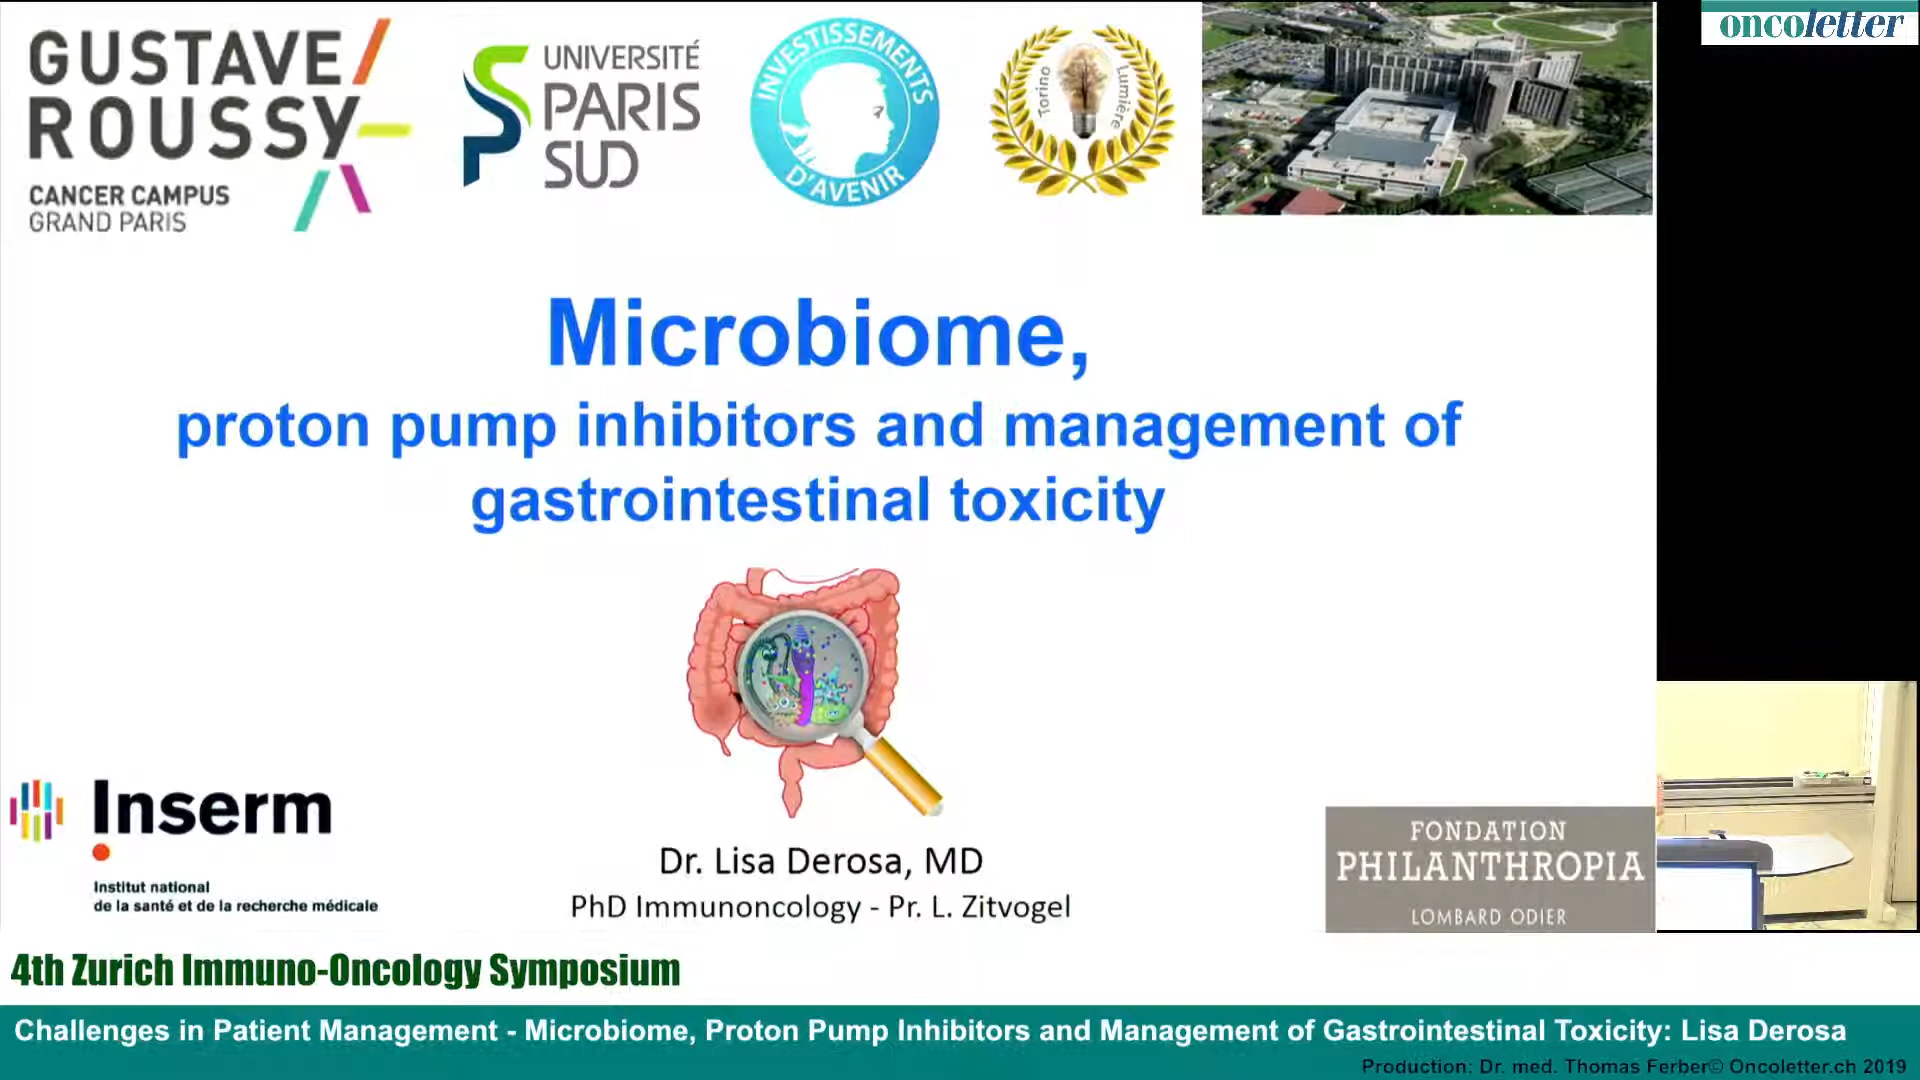 oncoletter
GUSTAVE/
ROUSSY
CANCER CAMPUS
GRAND PARIS
UNIVERSITÉ
PARIS
SUD
INVESTISSEMENTS
D'AVENIR
Torino
Lumière
Microbiome,
proton pump inhibitors and management of
gastrointestinal toxicity
Inserm
Institut national
de la santé et de la recherche médicale
Dr. Lisa Derosa, MD
PhD Immunoncology - Pr. L. Zitvogel
FONDATION
PHILANTHROPIA
LOMBARD ODIER
4th Zurich Immuno-Oncology Symposium
Challenges in Patient Management - Microbiome, Proton Pump Inhibitors and Management of Gastrointestinal Toxicity: Lisa Derosa
Production: Dr. med. Thomas Ferber© Oncoletter.ch 2019